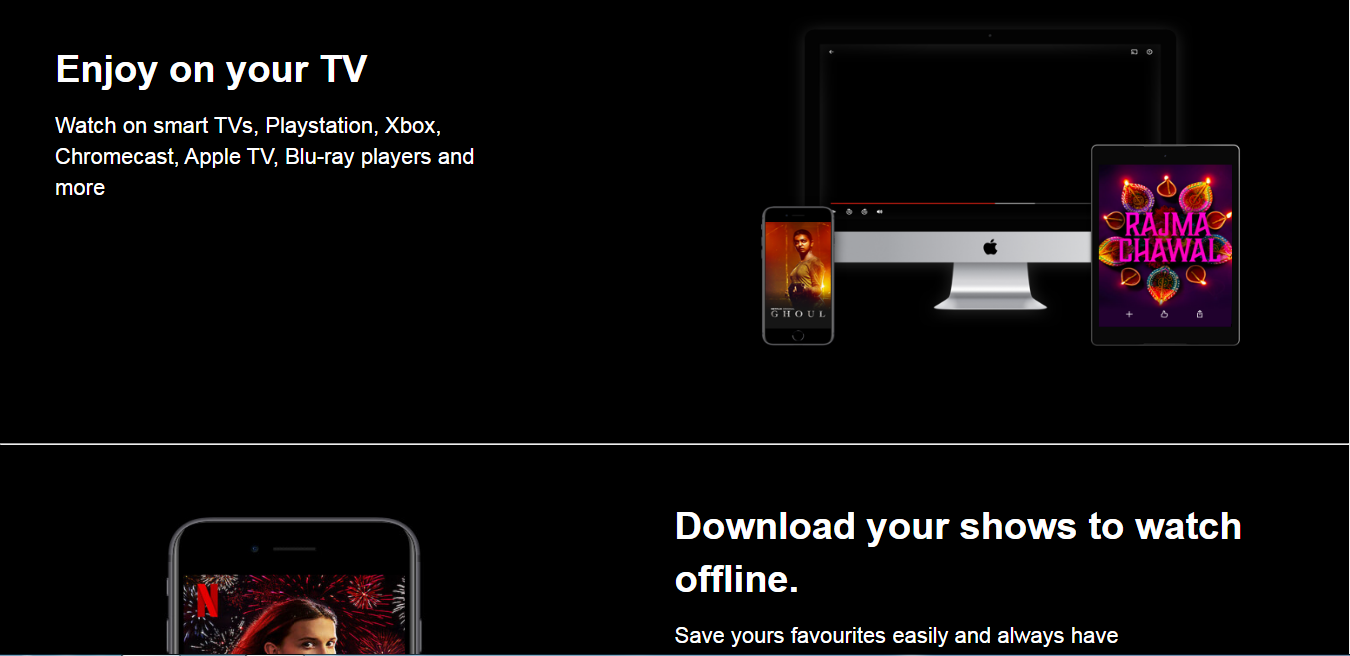 Enjoy on your TV
Watch on smart TVs, Playstation, Xbox,
Chromecast, Apple TV, Blu-ray players and
more
RAJMA
CHAWAL
GHOUL
N
Download your shows to watch
offline.
Save yours favourites easily and always have